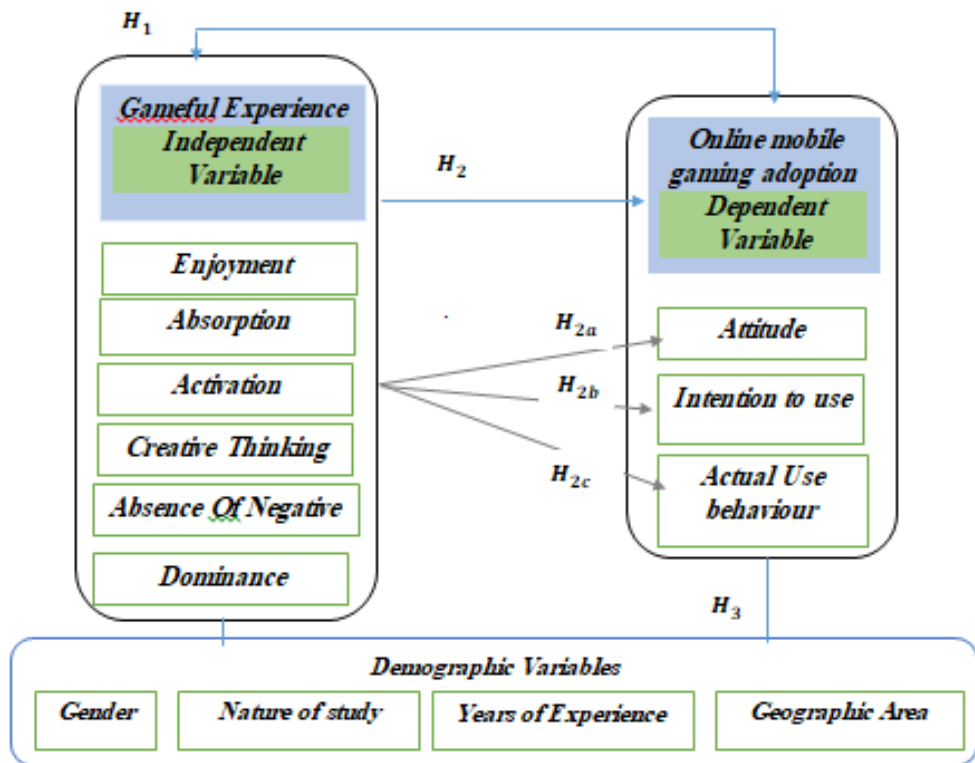 H1
Gameful Experience
Independent
Variable
Enjoyment
Absorption
Activation
Creative Thinking
Absence Of Negative
Dominance
H2
H2a
H2b
H2c
Online mobile
gaming adoption
Dependent
Variable
Attitude
Intention to use
Actual Use
behaviour
H3
Demographic Variables
Gender
Nature of study
Years of Experience
Geographic Area